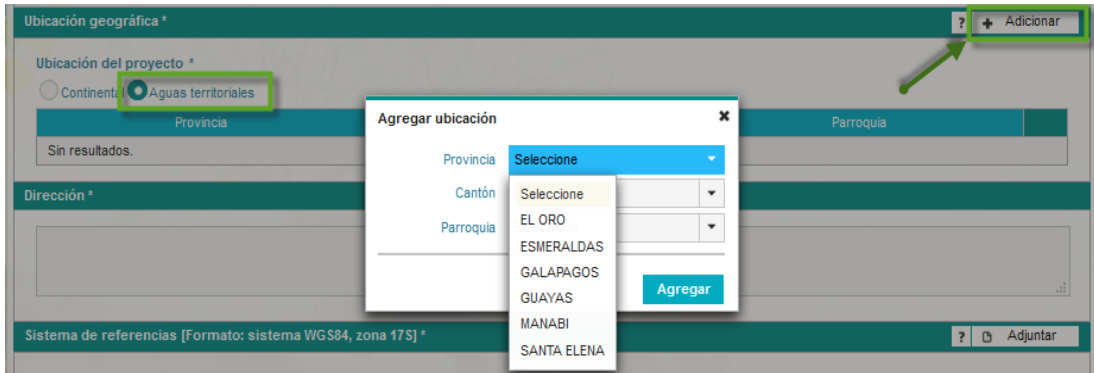 Ubicación geográfica * ? + Adicionar
Ubicación del proyecto *
Continental Aguas territoriales
Provincia Parroquia
Sin resultados.
Agregar ubicación ✖
Provincia Seleccione
Cantón
Parroquia
Seleccione
EL ORO
ESMERALDAS
GALAPAGOS
GUAYAS
MANABI
SANTA ELENA
Agregar
Dirección *
Sistema de referencias [Formato: sistema WGS84, zona 17S] * ? Adjuntar